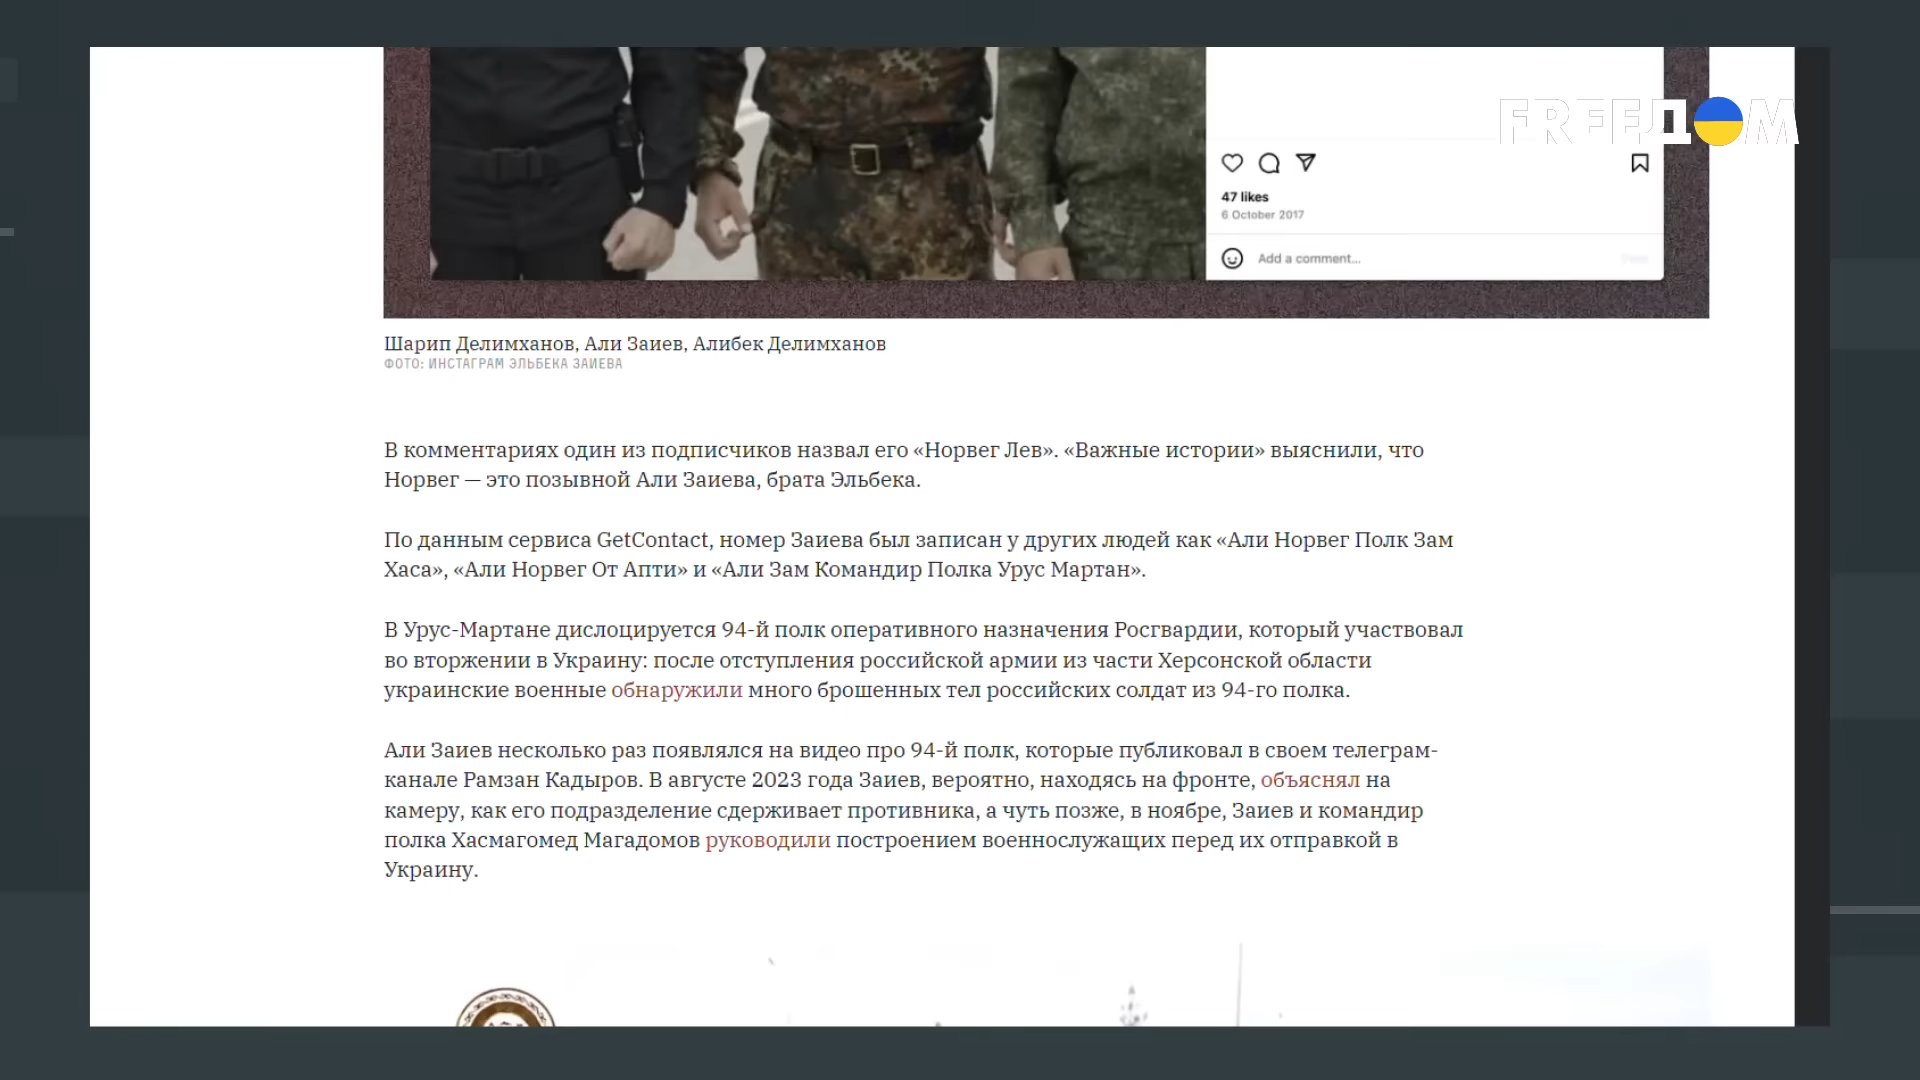 FREEДOM
47 likes
6 October 2017
Add a comment...
Шарип Делимханов, Али Заиев, Алибек Делимханов
ФОТО: ИНСТАГРАМ ЭЛЬБЕКА ЗАИЕВА
В комментариях один из подписчиков назвал его «Норвег Лев». «Важные истории» выяснили, что
Норвег — это позывной Али Заиева, брата Эльбека.
По данным сервиса GetContact, номер Заиева был записан у других людей как «Али Норвег Полк Зам
Хаса», «Али Норвег От Апти» и «Али Зам Командир Полка Урус Мартан».
В Урус-Мартане дислоцируется 94-й полк оперативного назначения Росгвардии, который участвовал
во вторжении в Украину: после отступления российской армии из части Херсонской области
украинские военные обнаружили много брошенных тел российских солдат из 94-го полка.
Али Заиев несколько раз появлялся на видео про 94-й полк, которые публиковал в своем телеграм-
канале Рамзан Кадыров. В августе 2023 года Заиев, вероятно, находясь на фронте, объяснял на
камеру, как его подразделение сдерживает противника, а чуть позже, в ноябре, Заиев и командир
полка Хасмагомед Магадомов руководили построением военнослужащих перед их отправкой в
Украину.